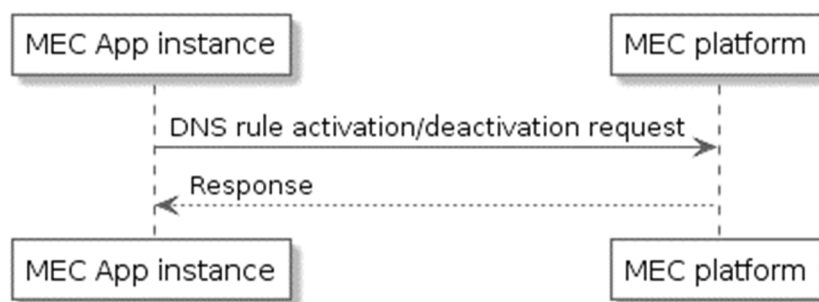 MEC App instance
MEC platform
DNS rule activation/deactivation request
Response
MEC App instance
MEC platform